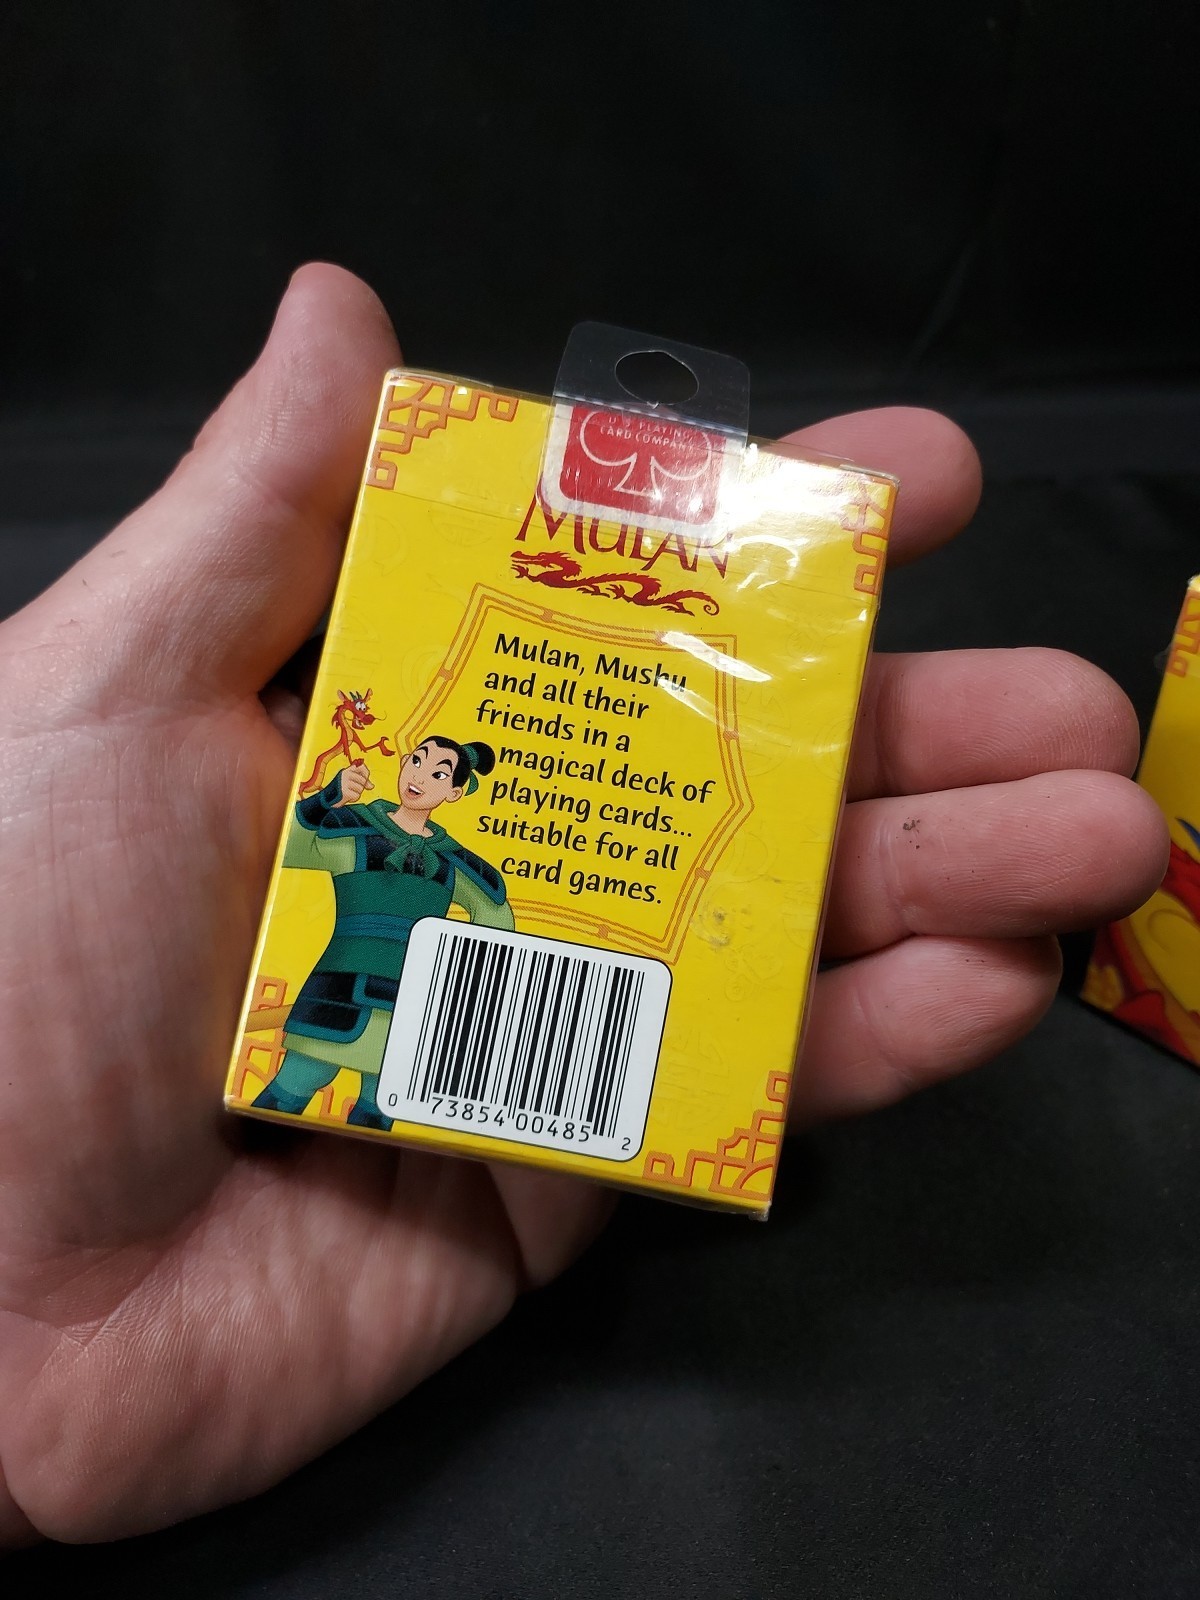 U.S. PLAYING
CARD COMPANY
MULAN
Mulan, Mushu
and all their
friends in a
magical deck of
playing cards...
suitable for all
card games.
0 73854 00485 2